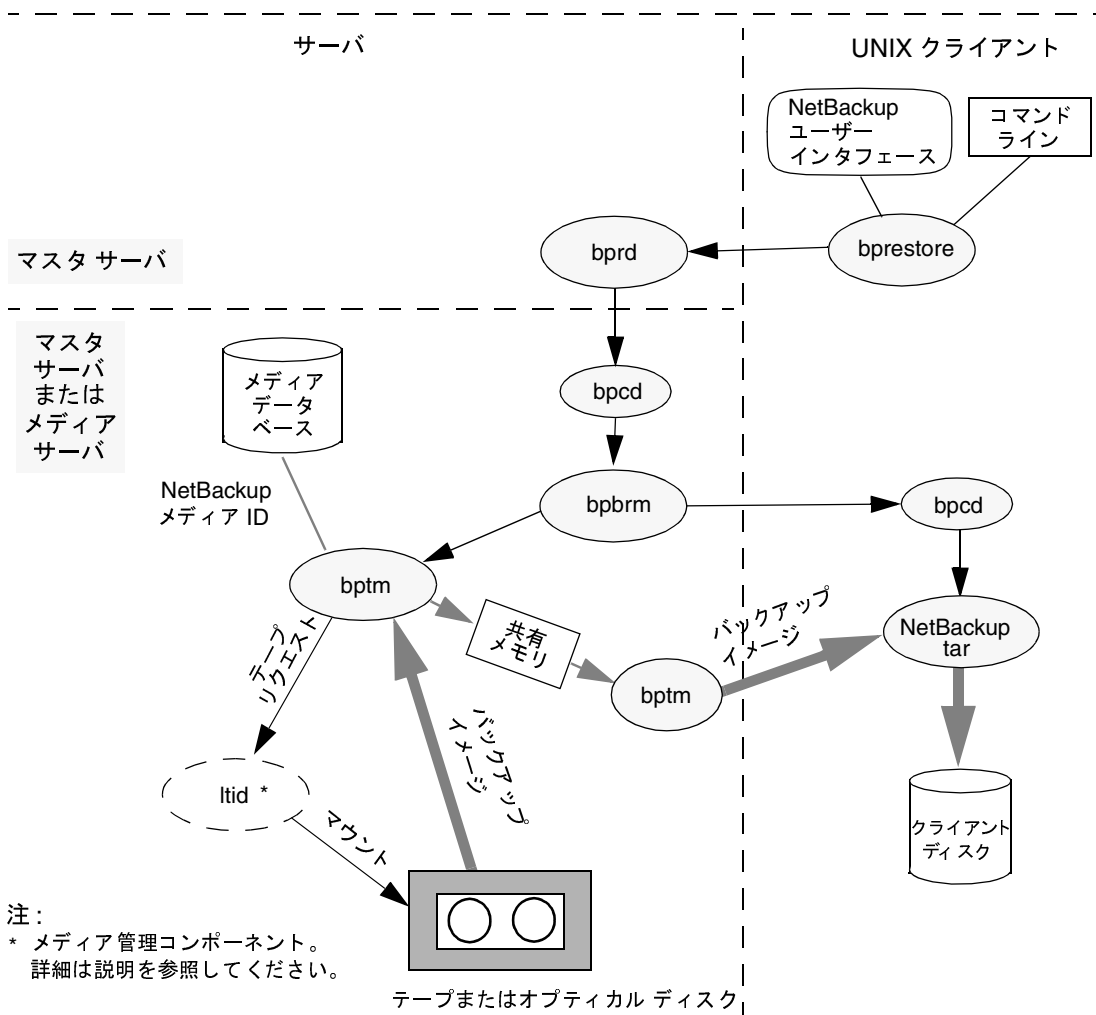 サーバ
UNIX クライアント
NetBackup
ユーザー
インタフェース
コマンド
ライン
マスタ サーバ
bprd
bprestore
マスタ
サーバ
または
メディア
サーバ
メディア
データ
ベース
bpcd
NetBackup
メディア ID
bpbrm
bpcd
bptm
共有
メモリ
バックアップ
イメージ
NetBackup
tar
テープ
リクエスト
bptm
バックアップ
イメージ
ltid *
マウント
クライアント
ディスク
注 :
* メディア管理コンポーネント。
詳細は説明を参照してください。
テープまたはオプティカル ディスク